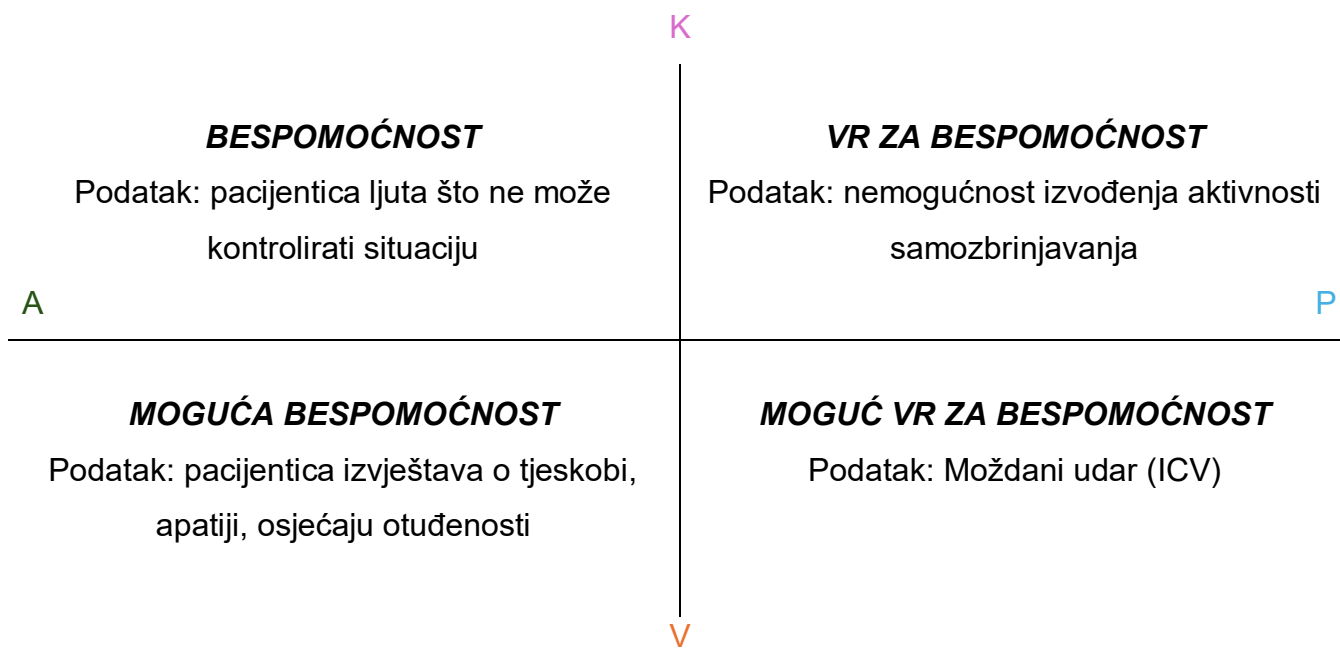 K
BESPOMOĆNOST
Podatak: pacijentica ljuta što ne može
kontrolirati situaciju
VR ZA BESPOMOĆNOST
Podatak: nemogućnost izvođenja aktivnosti
samozbrinjavanja
A
P
MOGUĆA BESPOMOĆNOST
Podatak: pacijentica izvještava o tjeskobi,
apatiji, osjećaju otuđenosti
MOGUĆ VR ZA BESPOMOĆNOST
Podatak: Moždani udar (ICV)
V